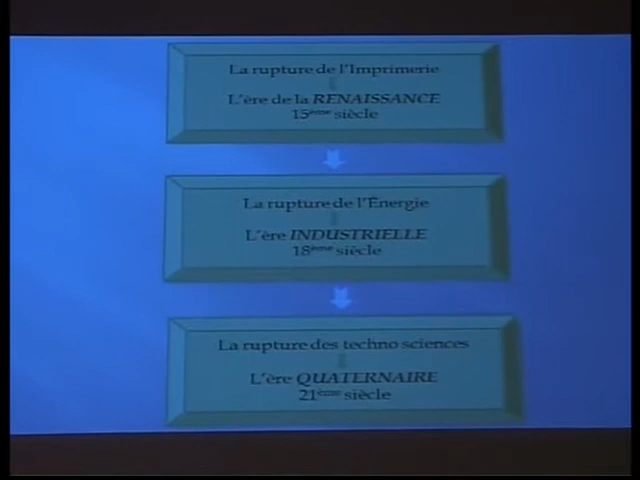 La rupture de l'Imprimerie
L'ère de la RENAISSANCE
15ème siècle
La rupture de l'Énergie
L'ère INDUSTRIELLE
18ème siècle
La rupture des techno sciences
L'ère QUATERNAIRE
21ème siècle